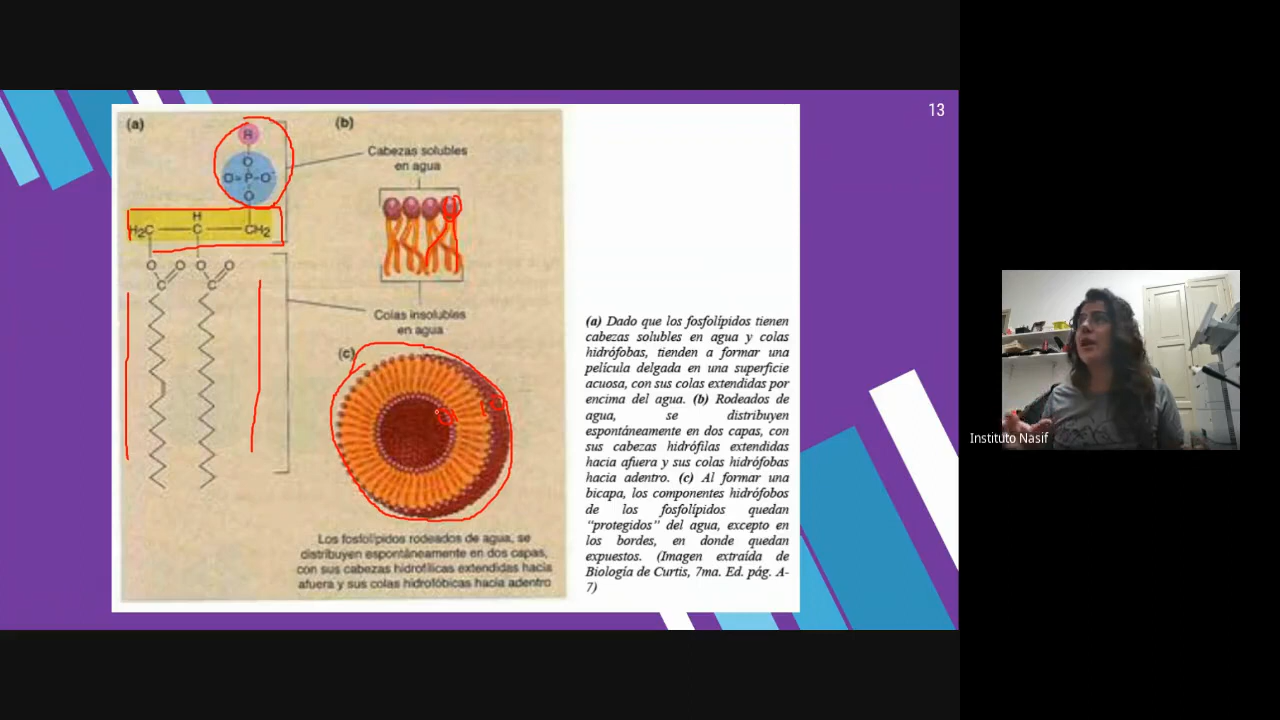 13
(a)
(b)
R
Cabezas solubles
en agua
O
O=P-O-
O
H
H2C — C — CH2
O O O O
C C
Colas insolubles
en agua
(c)
Los fosfolípidos rodeados de agua, se
distribuyen espontáneamente en dos capas,
con sus cabezas hidrofílicas extendidas hacia
afuera y sus colas hidrofóbicas hacia adentro
(a) Dado que los fosfolípidos tienen
cabezas solubles en agua y colas
hidrófobas, tienden a formar una
película delgada en una superficie
acuosa, con sus colas extendidas por
encima del agua. (b) Rodeados de
agua, se distribuyen
espontáneamente en dos capas, con
sus cabezas hidrófilas extendidas
hacia afuera y sus colas hidrófobas
hacia adentro. (c) Al formar una
bicapa, los componentes hidrófobos
de los fosfolípidos quedan
“protegidos” del agua, excepto en
los bordes, en donde quedan
expuestos. (Imagen extraída de
Biología de Curtis, 7ma. Ed. pág. A-
7)
Instituto Nasif